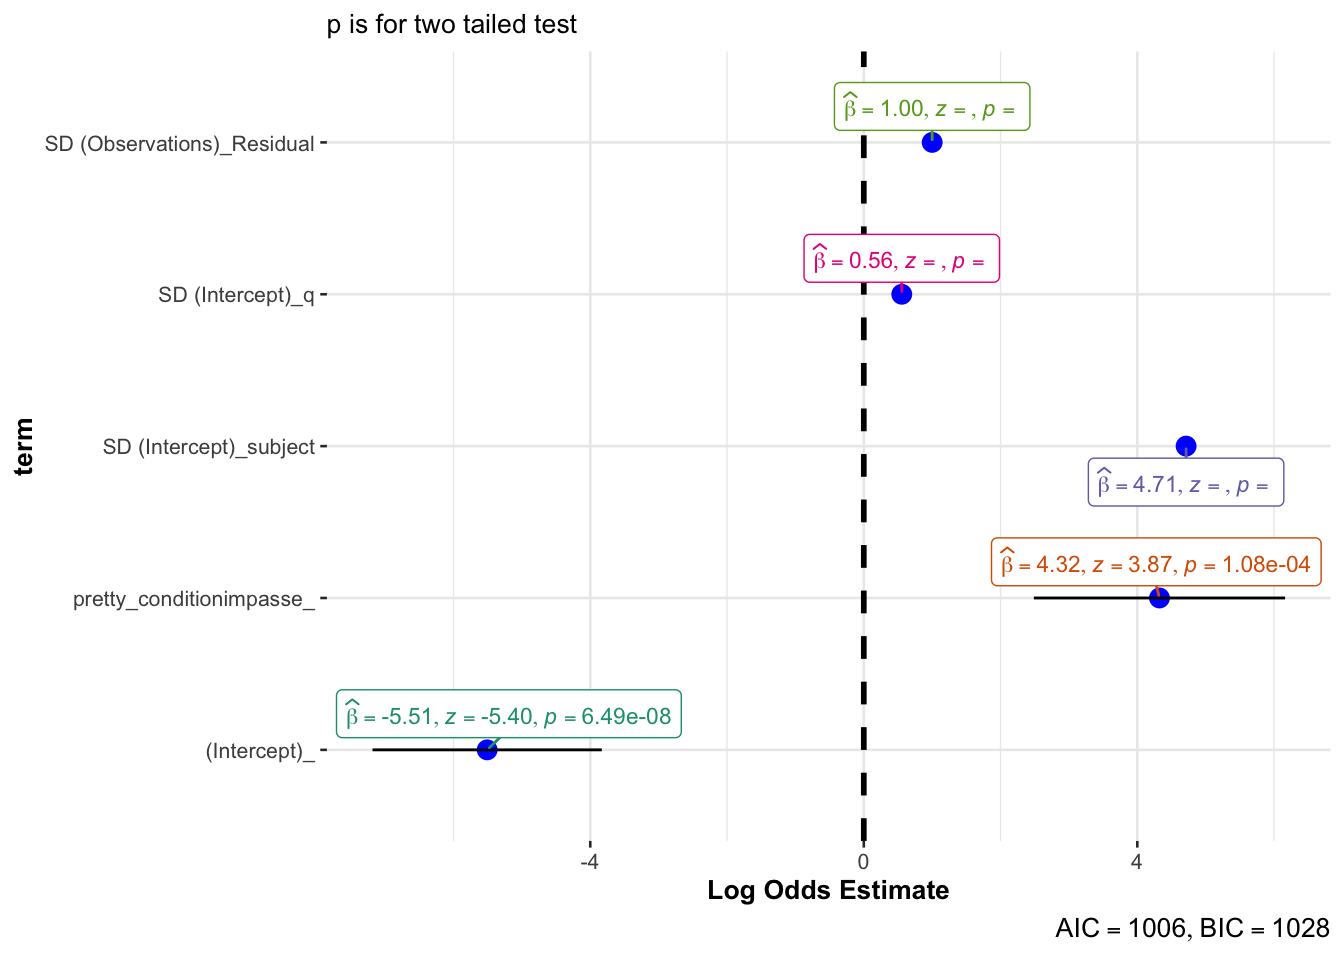 p is for two tailed test
β̂ = 1.00, z = , p =
SD (Observations)_Residual
β̂ = 0.56, z = , p =
SD (Intercept)_q
SD (Intercept)_subject
β̂ = 4.71, z = , p =
β̂ = 4.32, z = 3.87, p = 1.08e-04
pretty_conditionimpasse_
β̂ = -5.51, z = -5.40, p = 6.49e-08
(Intercept)_
term
-4 0 4
Log Odds Estimate
AIC = 1006, BIC = 1028